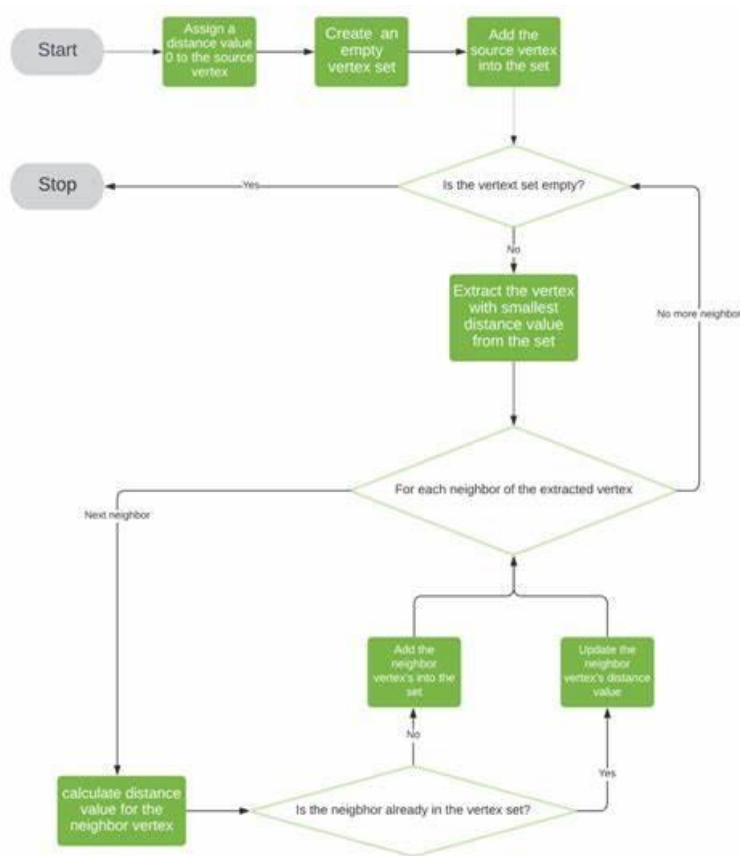 Start
Assign a
distance value
0 to the source
vertex
Create an
empty
vertex set
Add the
source vertex
into the set
Is the vertext set empty?
Yes
Stop
No
Extract the vertex
with smallest
distance value
from the set
No more neighbor
For each neighbor of the extracted vertex
Next neighbor
Add the
neighbor
vertex's into the
set
Update the
neighbor
vertex's distance
value
No
Yes
calculate distance
value for the
neighbor vertex
Is the neigbhor already in the vertex set?